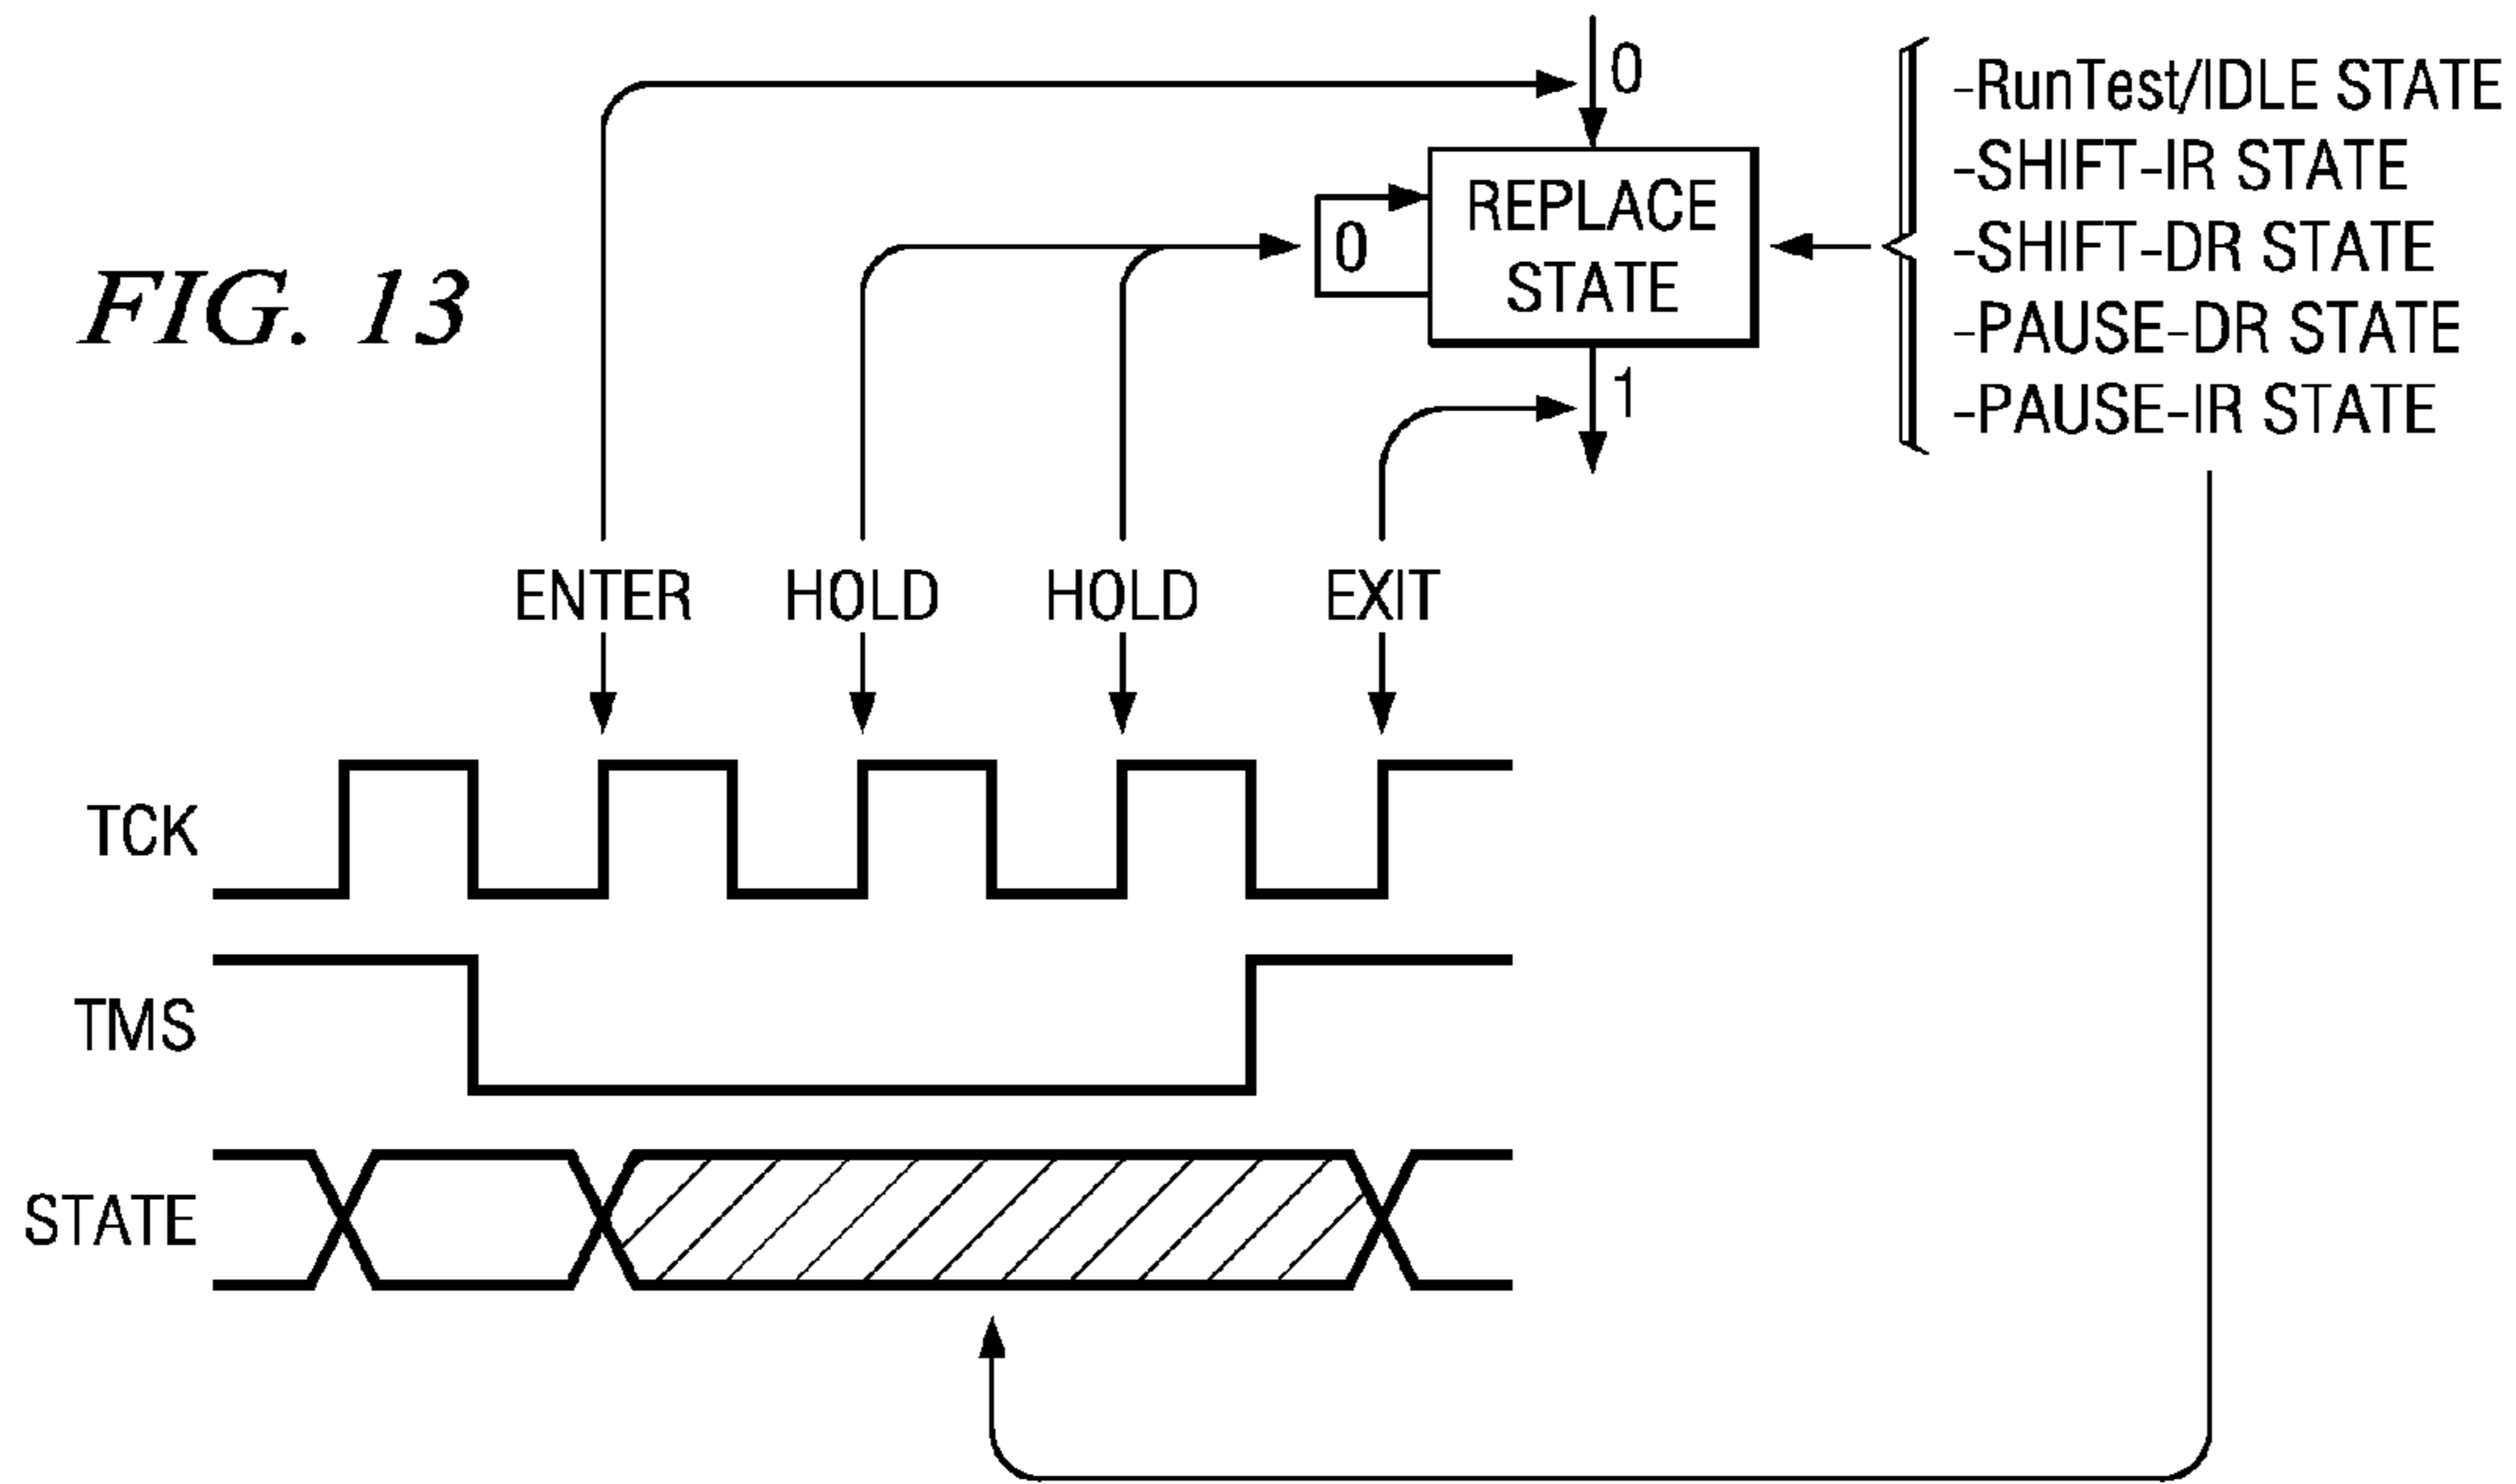 FIG. 13
0
REPLACE
STATE
0
1
-RunTest/IDLE STATE
-SHIFT-IR STATE
-SHIFT-DR STATE
-PAUSE-DR STATE
-PAUSE-IR STATE
ENTER HOLD HOLD EXIT
TCK
TMS
STATE